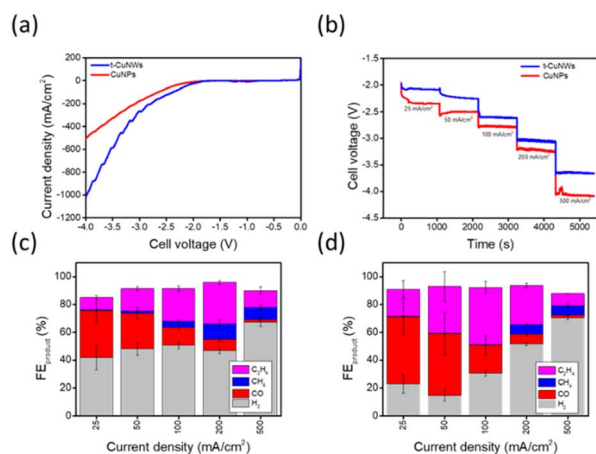 (a)
200
0
-200
-400
-600
-800
-1000
-1200
Current density (mA/cm²)
t-CuNWs
CuNPs
-4.0 -3.5 -3.0 -2.5 -2.0 -1.5 -1.0 -0.5 0.0
Cell voltage (V)
(b)
-1.5
-2.0
-2.5
-3.0
-3.5
-4.0
-4.5
Cell voltage (V)
t-CuNWs
CuNPs
25 mA/cm²
50 mA/cm²
100 mA/cm²
200 mA/cm²
500 mA/cm²
0 1000 2000 3000 4000 5000
Time (s)
(c)
100
80
60
40
20
0
FEproduct (%)
C₂H₄
CH₄
CO
H₂
25 50 100 200 500
Current density (mA/cm²)
(d)
100
80
60
40
20
0
FEproduct (%)
C₂H₄
CH₄
CO
H₂
25 50 100 200 500
Current density (mA/cm²)